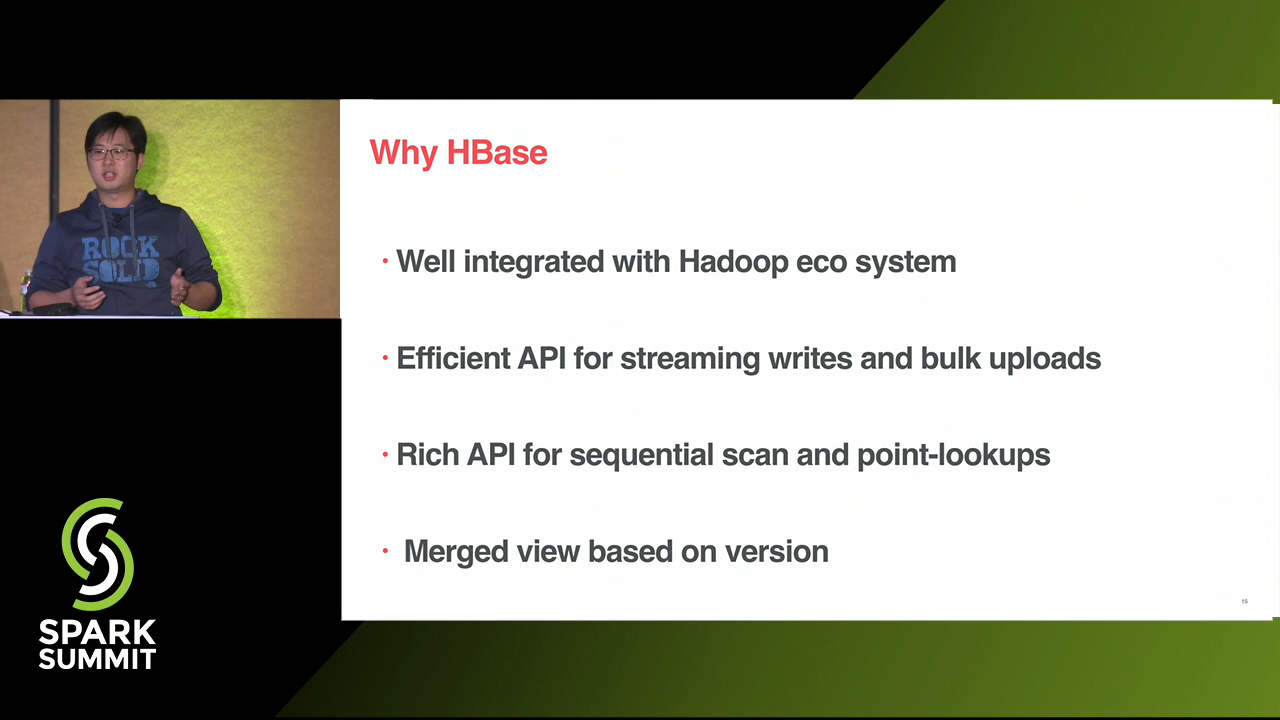 Why HBase
· Well integrated with Hadoop eco system
· Efficient API for streaming writes and bulk uploads
· Rich API for sequential scan and point-lookups
· Merged view based on version
15
ROCK
SOLID
SPARK
SUMMIT